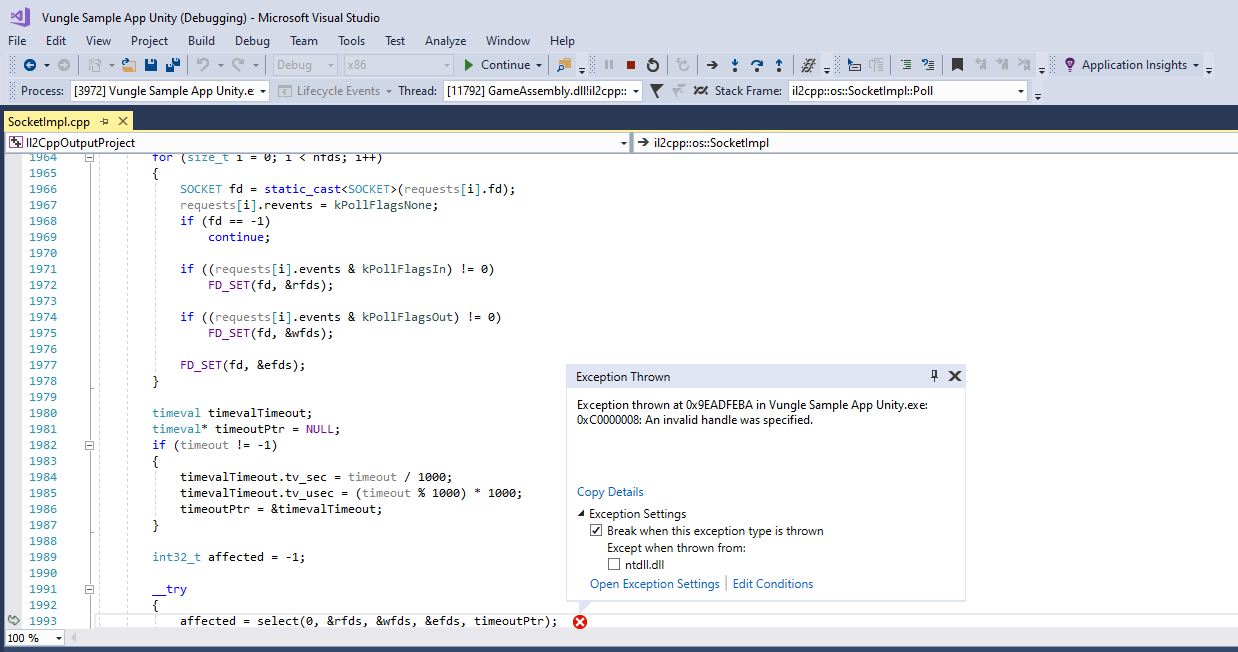 Vungle Sample App Unity (Debugging) - Microsoft Visual Studio
File Edit View Project Build Debug Team Tools Test Analyze Window Help
Debug x86 Continue Application Insights
Process: [3972] Vungle Sample App Unity.e: Lifecycle Events Thread: [11792] GameAssembly.dll!il2cpp:: Stack Frame: il2cpp::os::SocketImpl::Poll
SocketImpl.cpp
Il2CppOutputProject il2cpp::os::SocketImpl
1964 for (size_t i = 0; i < nfds; i++)
1965 {
1966 SOCKET fd = static_cast<SOCKET>(requests[i].fd);
1967 requests[i].revents = kPollFlagsNone;
1968 if (fd == -1)
1969 continue;
1970
1971 if ((requests[i].events & kPollFlagsIn) != 0)
1972 FD_SET(fd, &rfds);
1973
1974 if ((requests[i].events & kPollFlagsOut) != 0)
1975 FD_SET(fd, &wfds);
1976
1977 FD_SET(fd, &efds);
1978 }
1979
1980 timeval timevalTimeout;
1981 timeval* timeoutPtr = NULL;
1982 if (timeout != -1)
1983 {
1984 timevalTimeout.tv_sec = timeout / 1000;
1985 timevalTimeout.tv_usec = (timeout % 1000) * 1000;
1986 timeoutPtr = &timevalTimeout;
1987 }
1988
1989 int32_t affected = -1;
1990
1991 __try
1992 {
1993 affected = select(0, &rfds, &wfds, &efds, timeoutPtr);
Exception Thrown
Exception thrown at 0x9EADFEBA in Vungle Sample App Unity.exe:
0xC0000008: An invalid handle was specified.
Copy Details
Exception Settings
Break when this exception type is thrown
Except when thrown from:
ntdll.dll
Open Exception Settings Edit Conditions
100 %